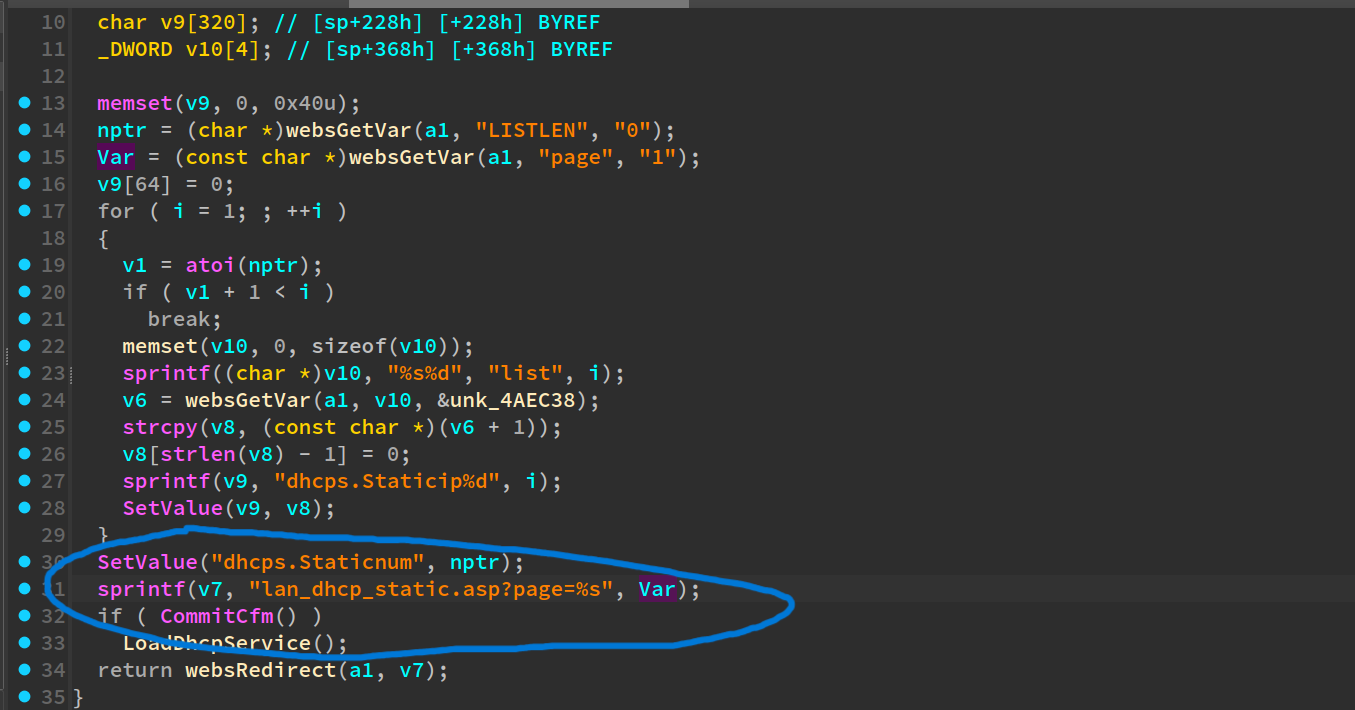 10 char v9[320]; // [sp+228h] [+228h] BYREF
11 _DWORD v10[4]; // [sp+368h] [+368h] BYREF
12
13 memset(v9, 0, 0x40u);
14 nptr = (char *)websGetVar(a1, "LISTLEN", "0");
15 Var = (const char *)websGetVar(a1, "page", "1");
16 v9[64] = 0;
17 for ( i = 1; ; ++i )
18 {
19 v1 = atoi(nptr);
20 if ( v1 + 1 < i )
21 break;
22 memset(v10, 0, sizeof(v10));
23 sprintf((char *)v10, "%s%d", "list", i);
24 v6 = websGetVar(a1, v10, &unk_4AEC38);
25 strcpy(v8, (const char *)(v6 + 1));
26 v8[strlen(v8) - 1] = 0;
27 sprintf(v9, "dhcps.Staticip%d", i);
28 SetValue(v9, v8);
29 }
30 SetValue("dhcps.Staticnum", nptr);
31 sprintf(v7, "lan_dhcp_static.asp?page=%s", Var);
32 if ( CommitCfm() )
33 LoadDhcpService();
34 return websRedirect(a1, v7);
35 }